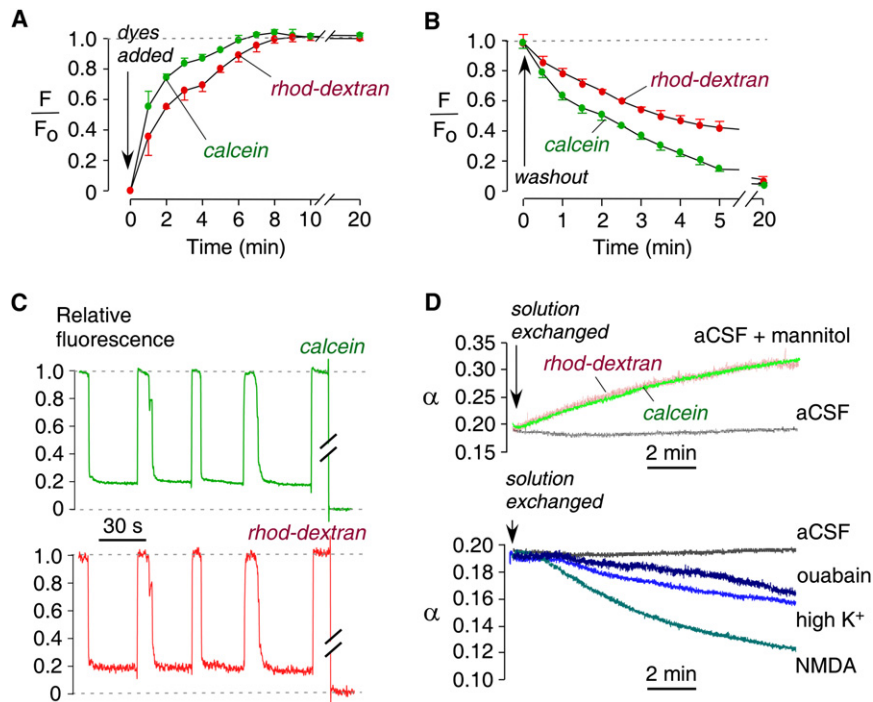 A
dyes
added
F
Fo
1.0
0.8
0.6
0.4
0.2
0
rhod-dextran
calcein
0 2 4 6 8 10 20
Time (min)
B
F
Fo
1.0
0.8
0.6
0.4
0.2
0
rhod-dextran
calcein
washout
0 1 2 3 4 5 20
Time (min)
C
Relative
fluorescence
calcein
1.0
0.8
0.6
0.4
0.2
0
30 s
rhod-dextran
1.0
0.8
0.6
0.4
0.2
0
D
solution
exchanged
aCSF + mannitol
0.35
0.30
0.25
0.20
0.15
α
rhod-dextran
calcein
aCSF
2 min
solution
exchanged
0.20
0.18
0.16
0.14
0.12
0.10
α
aCSF
ouabain
high K⁺
NMDA
2 min